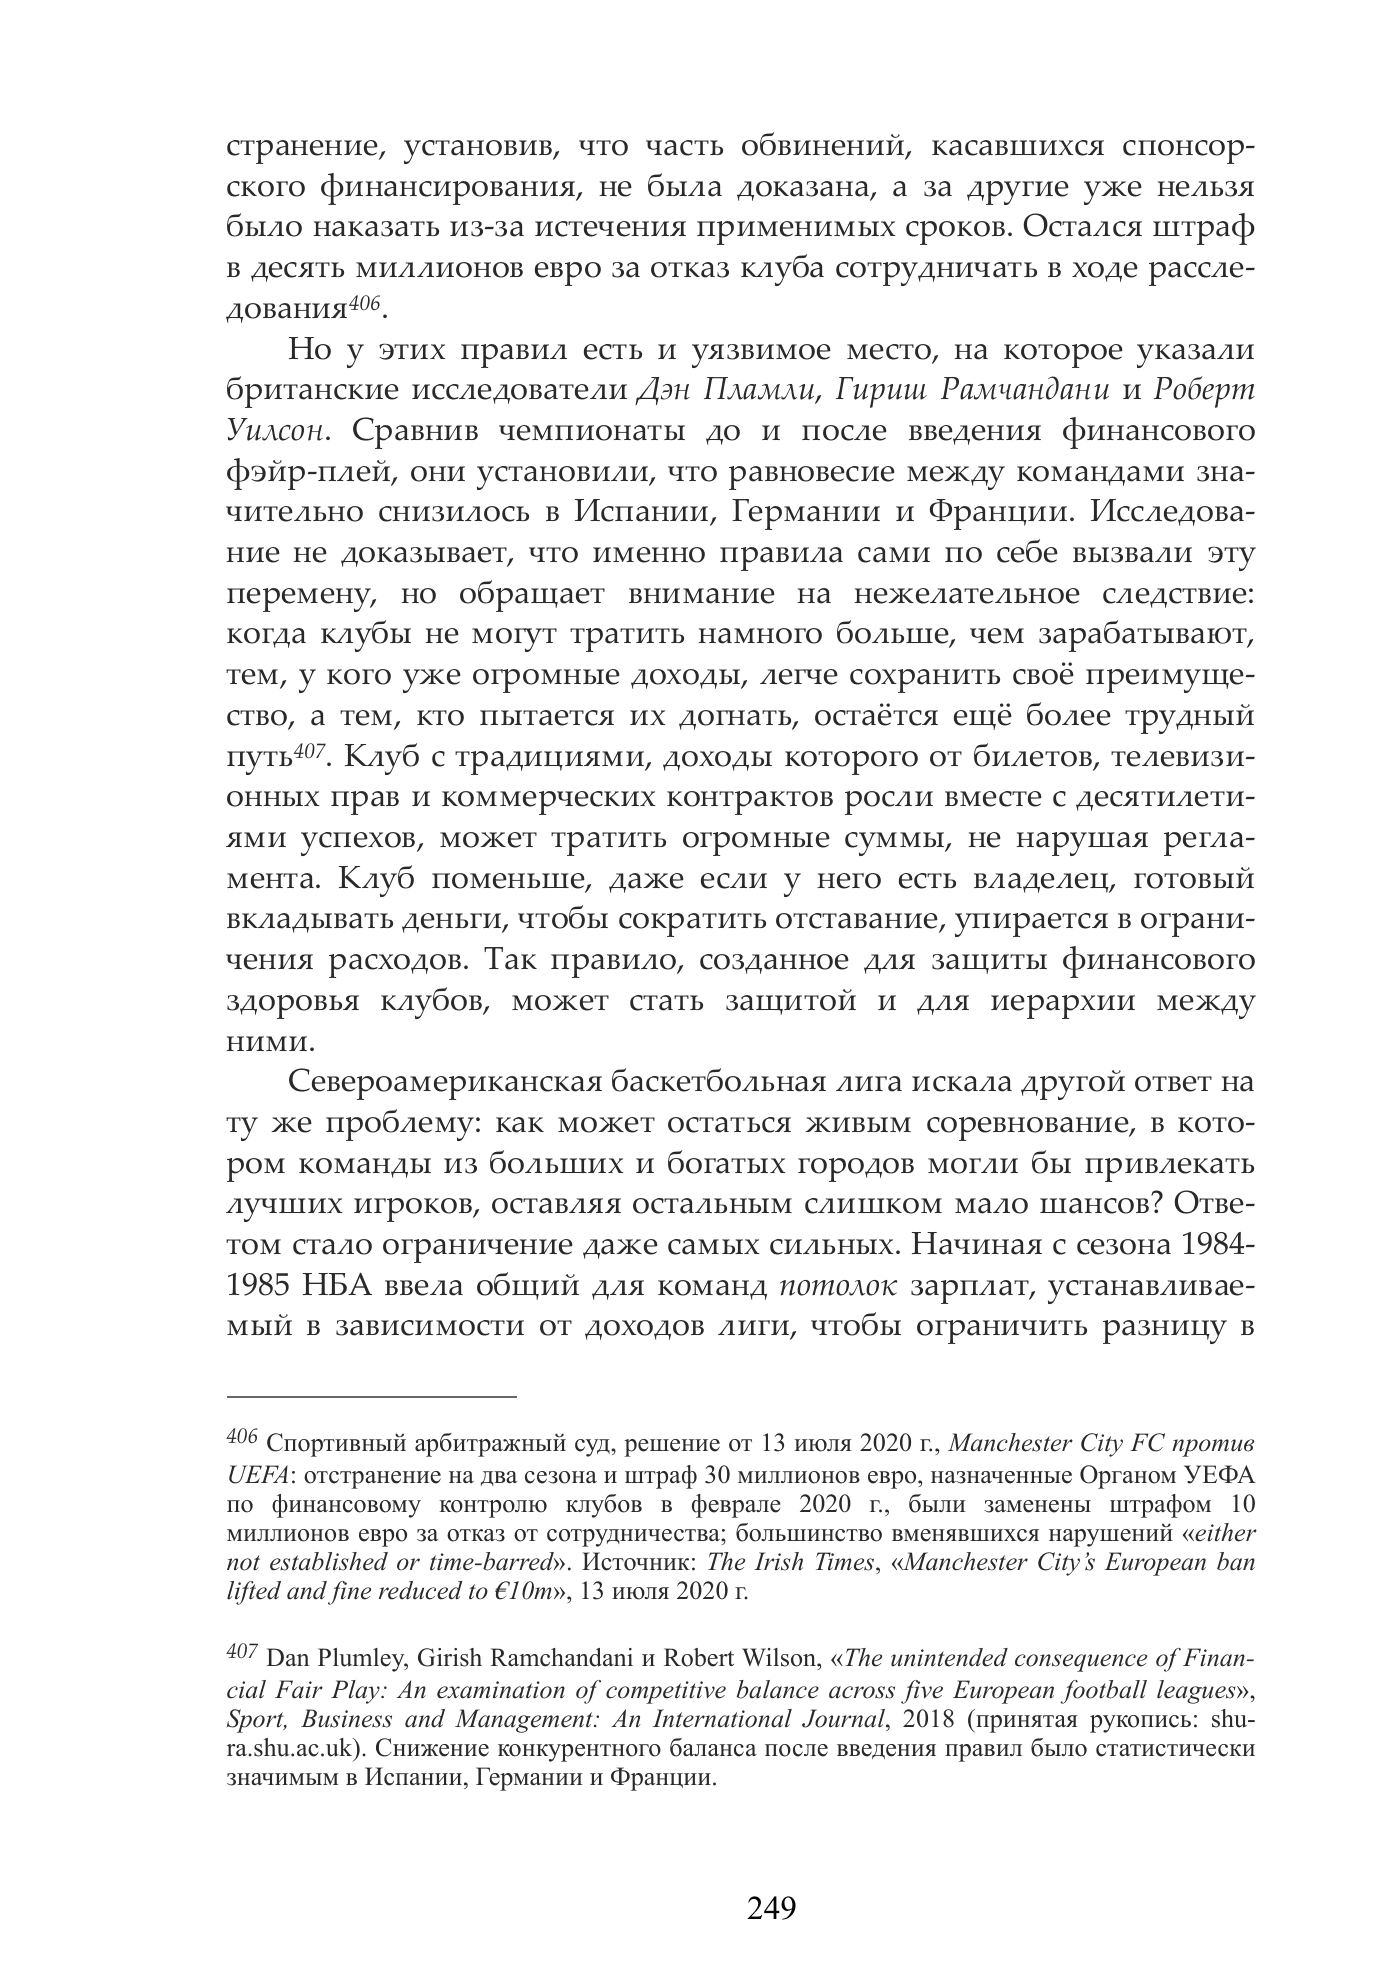 странение, установив, что часть обвинений, касавшихся спонсор-
ского финансирования, не была доказана, а за другие уже нельзя
было наказать из-за истечения применимых сроков. Остался штраф
в десять миллионов евро за отказ клуба сотрудничать в ходе рассле-
дования406.
Но у этих правил есть и уязвимое место, на которое указали
британские исследователи Дэн Пламли, Гириш Рамчандани и Роберт
Уилсон. Сравнив чемпионаты до и после введения финансового
фэйр-плей, они установили, что равновесие между командами зна-
чительно снизилось в Испании, Германии и Франции. Исследова-
ние не доказывает, что именно правила сами по себе вызвали эту
перемену, но обращает внимание на нежелательное следствие:
когда клубы не могут тратить намного больше, чем зарабатывают,
тем, у кого уже огромные доходы, легче сохранить своё преимуще-
ство, а тем, кто пытается их догнать, остаётся ещё более трудный
путь407. Клуб с традициями, доходы которого от билетов, телевизи-
онных прав и коммерческих контрактов росли вместе с десятилети-
ями успехов, может тратить огромные суммы, не нарушая регла-
мента. Клуб поменьше, даже если у него есть владелец, готовый
вкладывать деньги, чтобы сократить отставание, упирается в ограни-
чения расходов. Так правило, созданное для защиты финансового
здоровья клубов, может стать защитой и для иерархии между
ними.
Североамериканская баскетбольная лига искала другой ответ на
ту же проблему: как может остаться живым соревнование, в кото-
ром команды из больших и богатых городов могли бы привлекать
лучших игроков, оставляя остальным слишком мало шансов? Отве-
том стало ограничение даже самых сильных. Начиная с сезона 1984-
1985 НБА ввела общий для команд потолок зарплат, устанавливае-
мый в зависимости от доходов лиги, чтобы ограничить разницу в
406 Спортивный арбитражный суд, решение от 13 июля 2020 г., Manchester City FC против
UEFA: отстранение на два сезона и штраф 30 миллионов евро, назначенные Органом УЕФА
по финансовому контролю клубов в феврале 2020 г., были заменены штрафом 10
миллионов евро за отказ от сотрудничества; большинство вменявшихся нарушений «either
not established or time-barred». Источник: The Irish Times, «Manchester City’s European ban
lifted and fine reduced to €10m», 13 июля 2020 г.
407 Dan Plumley, Girish Ramchandani и Robert Wilson, «The unintended consequence of Finan-
cial Fair Play: An examination of competitive balance across five European football leagues»,
Sport, Business and Management: An International Journal, 2018 (принятая рукопись: shu-
ra.shu.ac.uk). Снижение конкурентного баланса после введения правил было статистически
значимым в Испании, Германии и Франции.
249